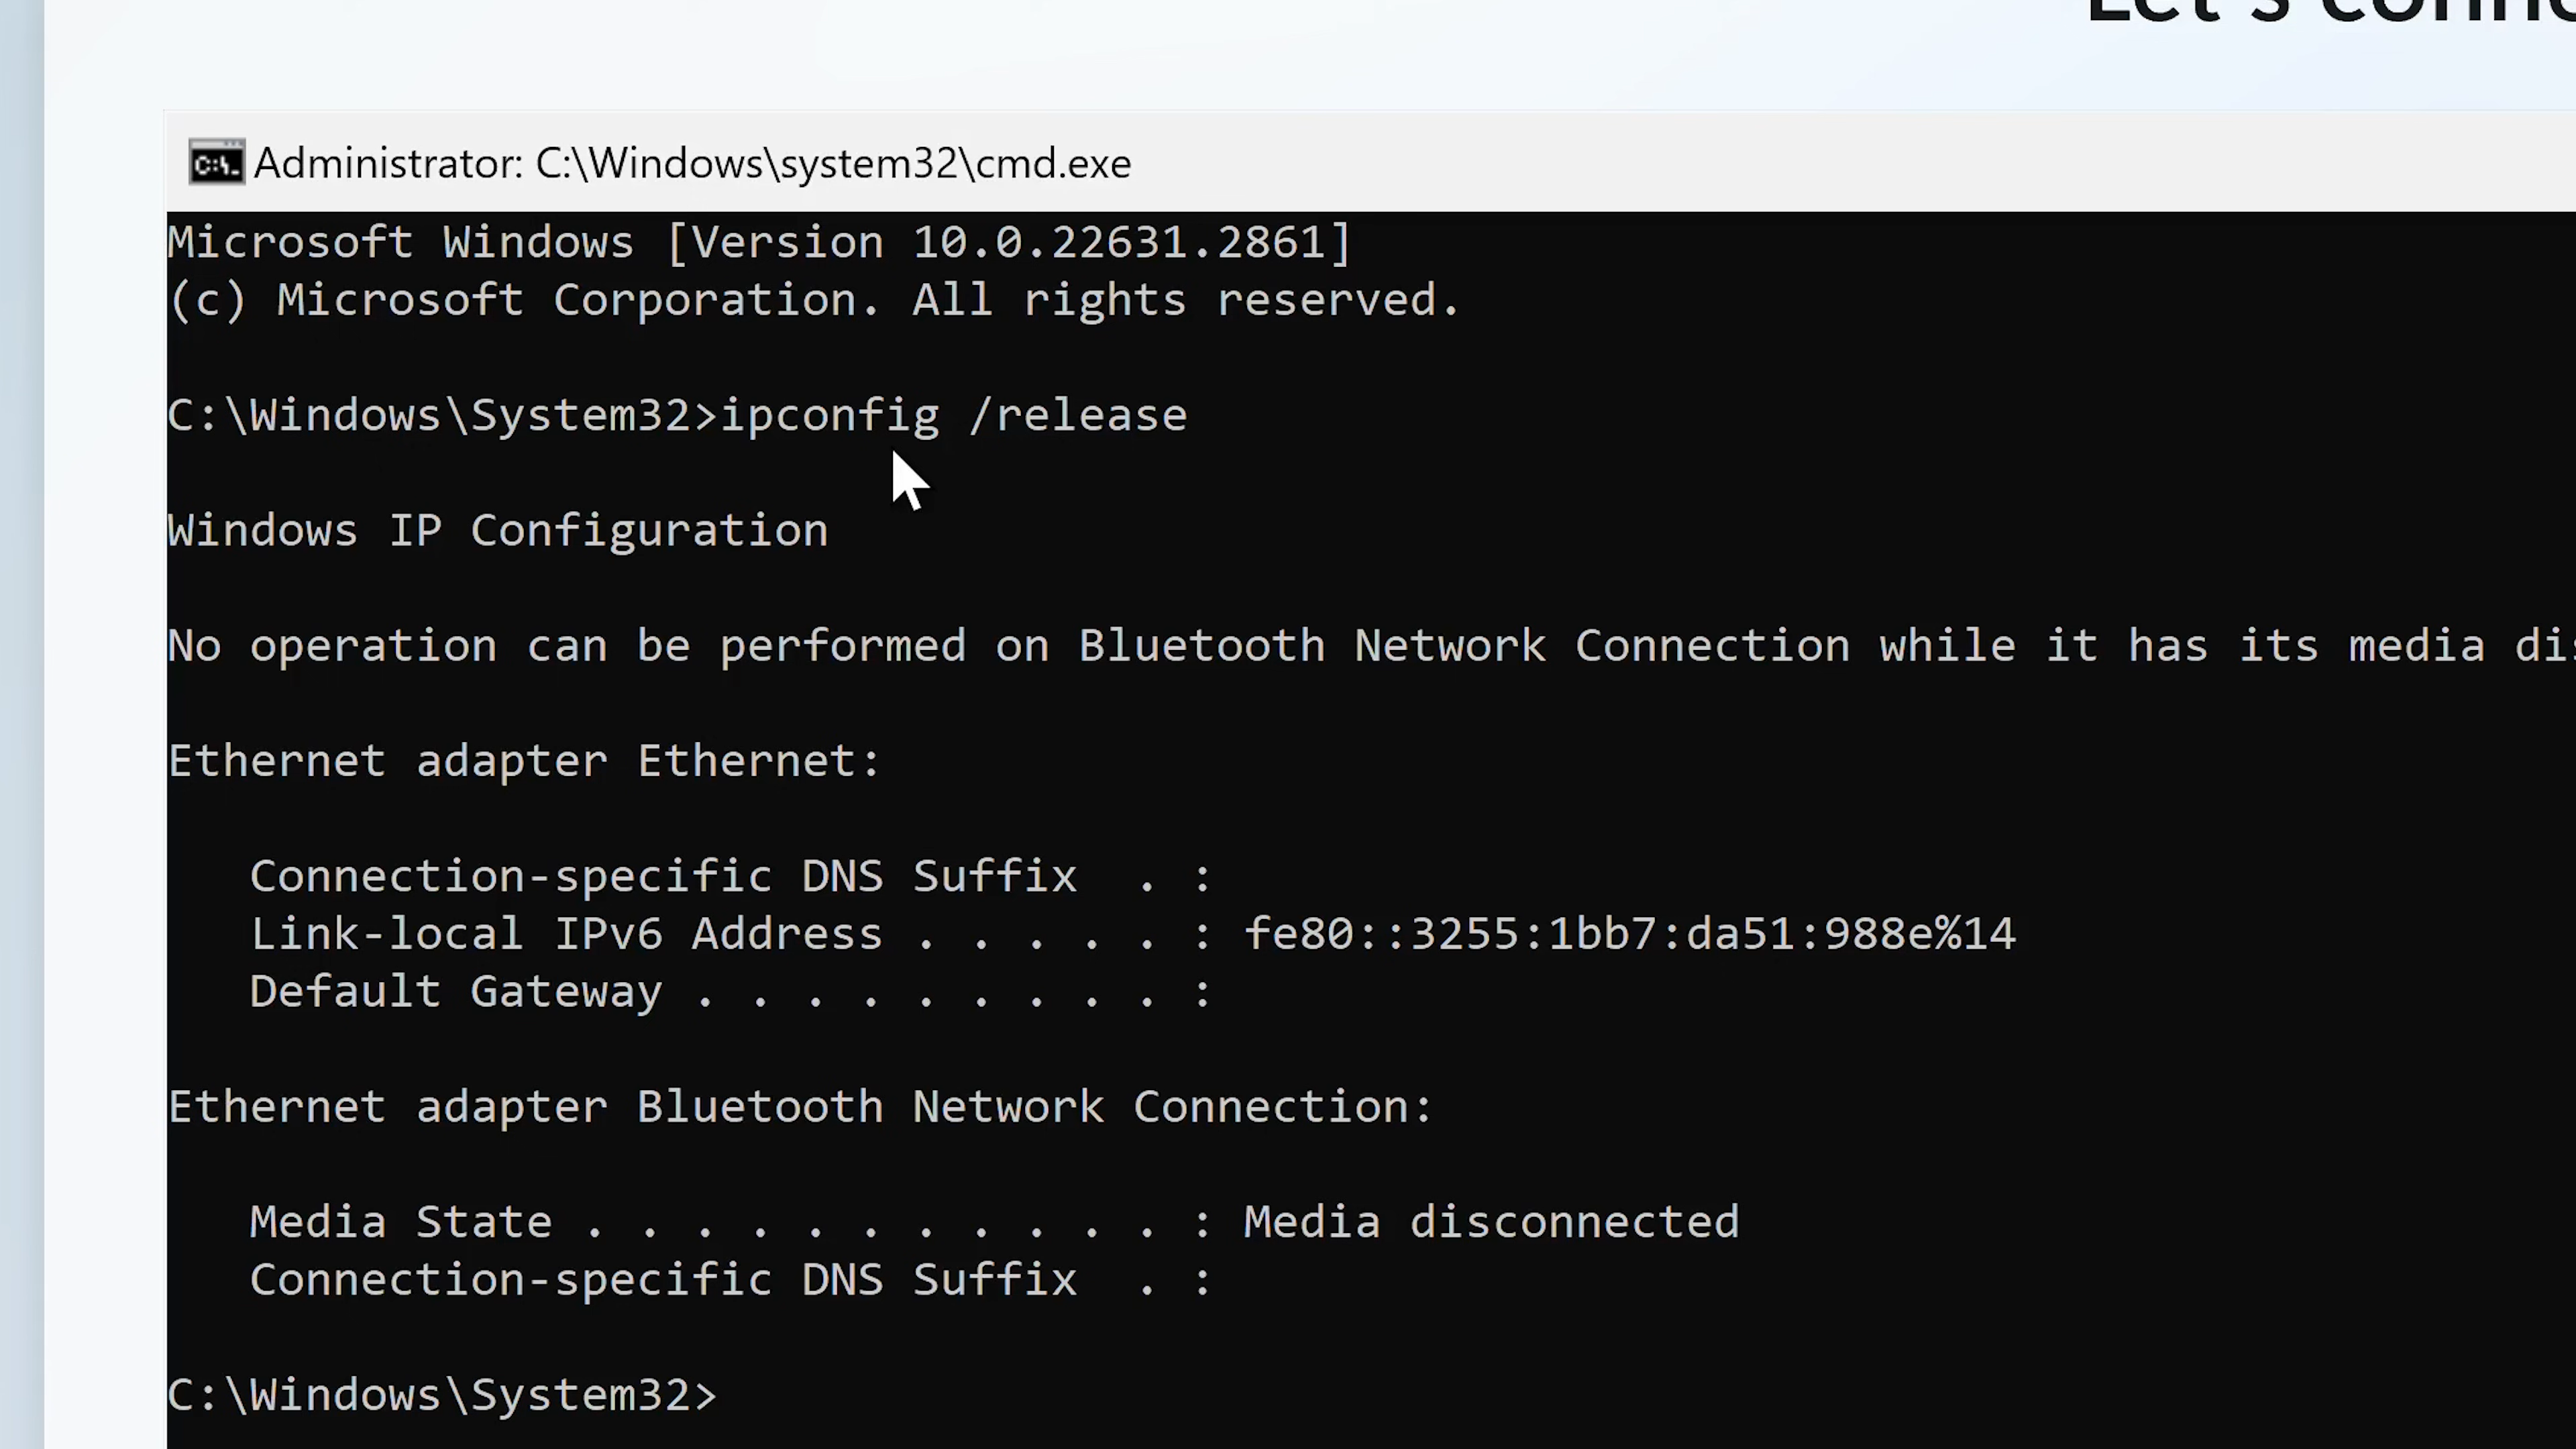 Let's conne
C:\. Administrator: C:\Windows\system32\cmd.exe
Microsoft Windows [Version 10.0.22631.2861]
(c) Microsoft Corporation. All rights reserved.
C:\Windows\System32>ipconfig /release
Windows IP Configuration
No operation can be performed on Bluetooth Network Connection while it has its media dis
Ethernet adapter Ethernet:
Connection-specific DNS Suffix  . :
Link-local IPv6 Address . . . . . : fe80::3255:1bb7:da51:988e%14
Default Gateway . . . . . . . . . :
Ethernet adapter Bluetooth Network Connection:
Media State . . . . . . . . . . . : Media disconnected
Connection-specific DNS Suffix  . :
C:\Windows\System32>